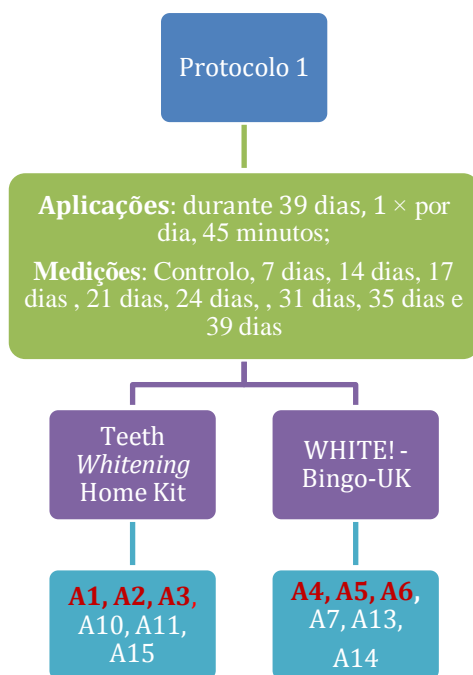 Protocolo 1
Aplicações: durante 39 dias, 1 × por
dia, 45 minutos;
Medições: Controlo, 7 dias, 14 dias, 17
dias , 21 dias, 24 dias, , 31 dias, 35 dias e
39 dias
Teeth
Whitening
Home Kit
WHITE! -
Bingo-UK
A1, A2, A3,
A10, A11,
A15
A4, A5, A6,
A7, A13,
A14